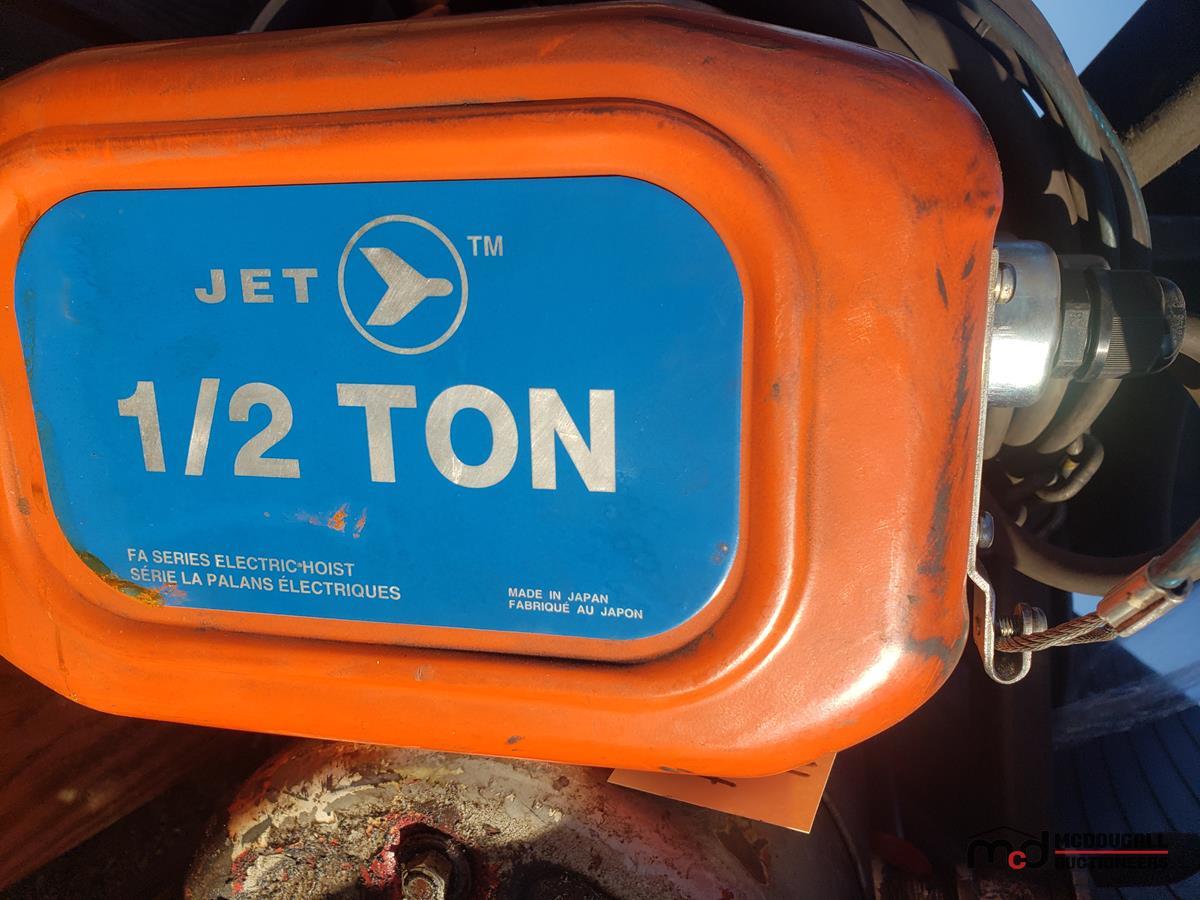 JET TM
1/2 TON
FA SERIES ELECTRIC HOIST
SÉRIE LA PALANS ÉLECTRIQUES
MADE IN JAPAN
FABRIQUÉ AU JAPON
mcd MCDOUGALL
AUCTIONEERS